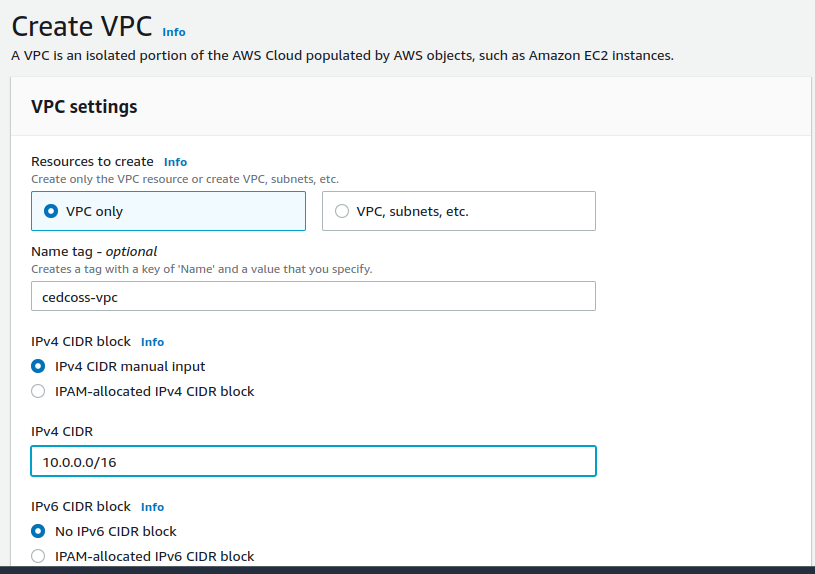 Create VPC Info
A VPC is an isolated portion of the AWS Cloud populated by AWS objects, such as Amazon EC2 instances.
VPC settings
Resources to create Info
Create only the VPC resource or create VPC, subnets, etc.
VPC only
VPC, subnets, etc.
Name tag - optional
Creates a tag with a key of 'Name' and a value that you specify.
cedcoss-vpc
IPv4 CIDR block Info
IPv4 CIDR manual input
IPAM-allocated IPv4 CIDR block
IPv4 CIDR
10.0.0.0/16
IPv6 CIDR block Info
No IPv6 CIDR block
IPAM-allocated IPv6 CIDR block